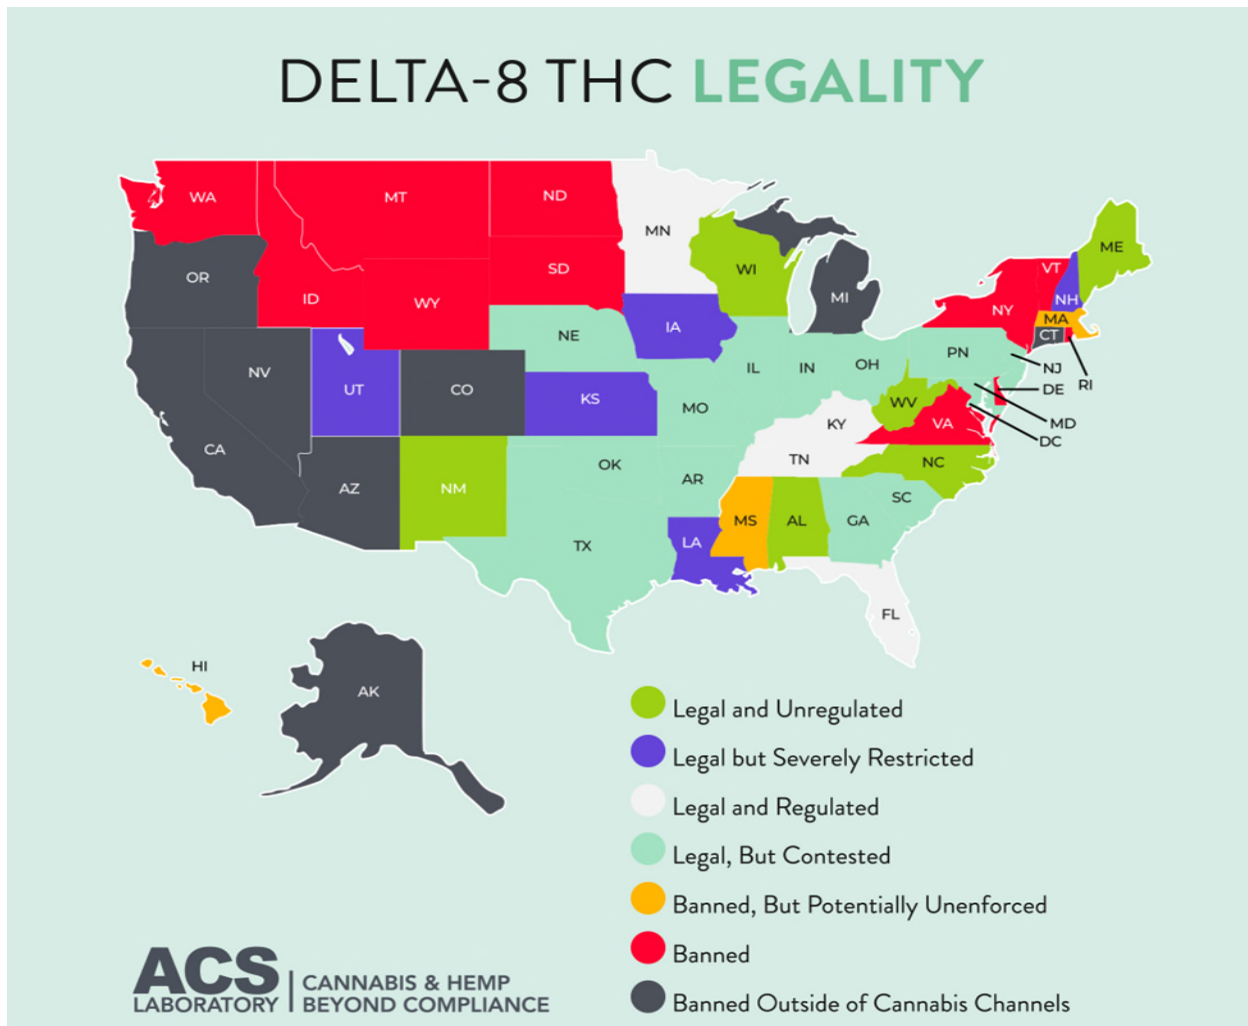 DELTA-8 THC LEGALITY
WA
MT
ND
MN
OR
ID
WY
SD
WI
MI
ME
VT
NH
NY
MA
CT
RI
NV
UT
CO
NE
IA
KS
IL
IN
OH
PN
NJ
DE
MD
DC
CA
AZ
NM
OK
MO
KY
WV
VA
TN
NC
AR
SC
TX
LA
MS
AL
GA
FL
HI
AK
Legal and Unregulated
Legal but Severely Restricted
Legal and Regulated
Legal, But Contested
Banned, But Potentially Unenforced
Banned
Banned Outside of Cannabis Channels
ACS
LABORATORY
CANNABIS & HEMP
BEYOND COMPLIANCE